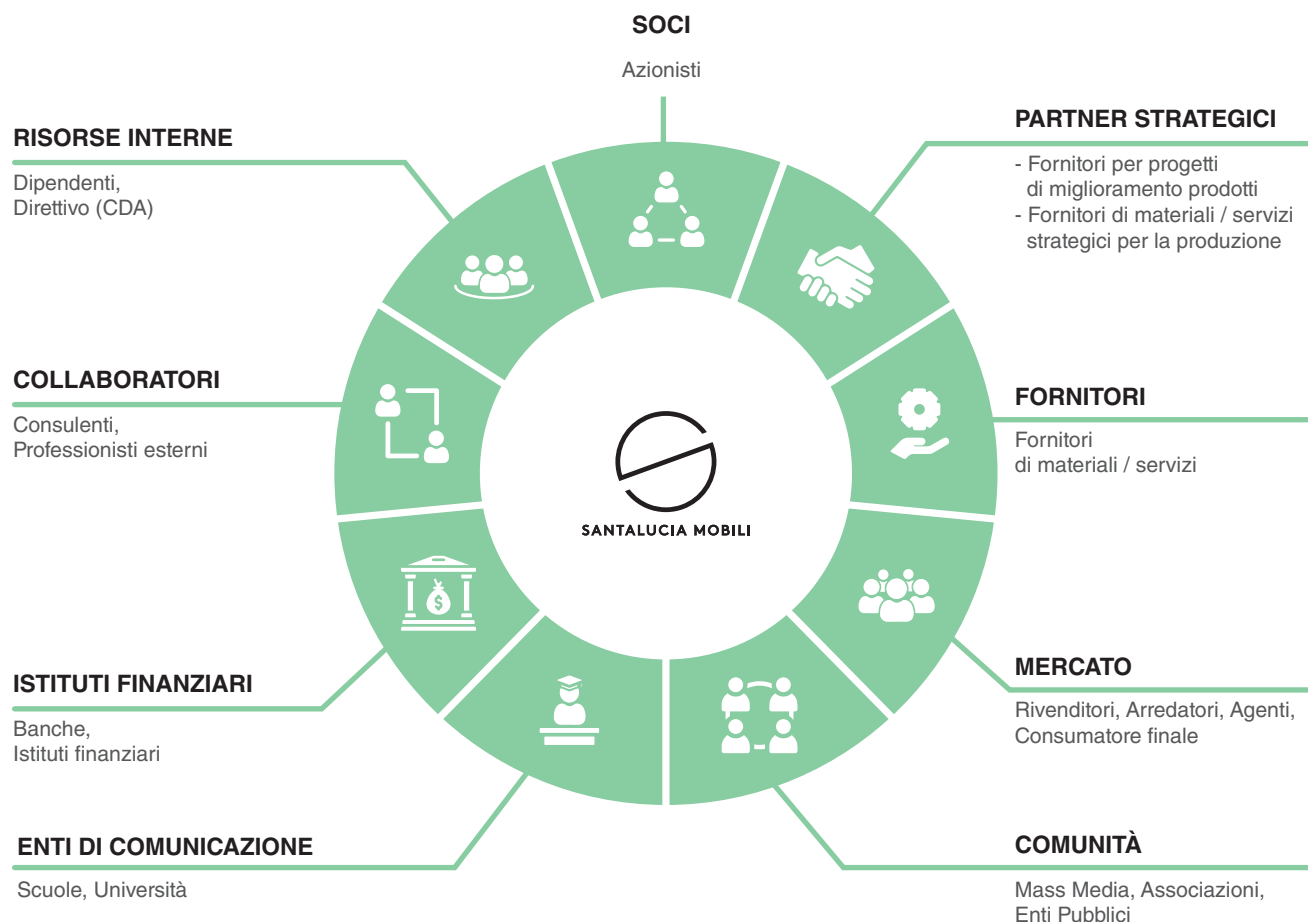 SOCI
Azionisti
PARTNER STRATEGICI
- Fornitori per progetti
di miglioramento prodotti
- Fornitori di materiali / servizi
strategici per la produzione
FORNITORI
Fornitori
di materiali / servizi
MERCATO
Rivenditori, Arredatori, Agenti,
Consumatore finale
COMUNITÀ
Mass Media, Associazioni,
Enti Pubblici
ENTI DI COMUNICAZIONE
Scuole, Università
ISTITUTI FINANZIARI
Banche,
Istituti finanziari
COLLABORATORI
Consulenti,
Professionisti esterni
RISORSE INTERNE
Dipendenti,
Direttivo (CDA)
SANTALUCIA MOBILI
$